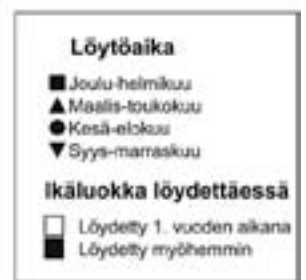 Löytöaika
Joulu-helmikuu
Maalis-toukokuu
Kesä-elokuu
Syys-marraskuu
Ikäluokka löydettäessä
Löydetty 1. vuoden aikana
Löydetty myöhemmin